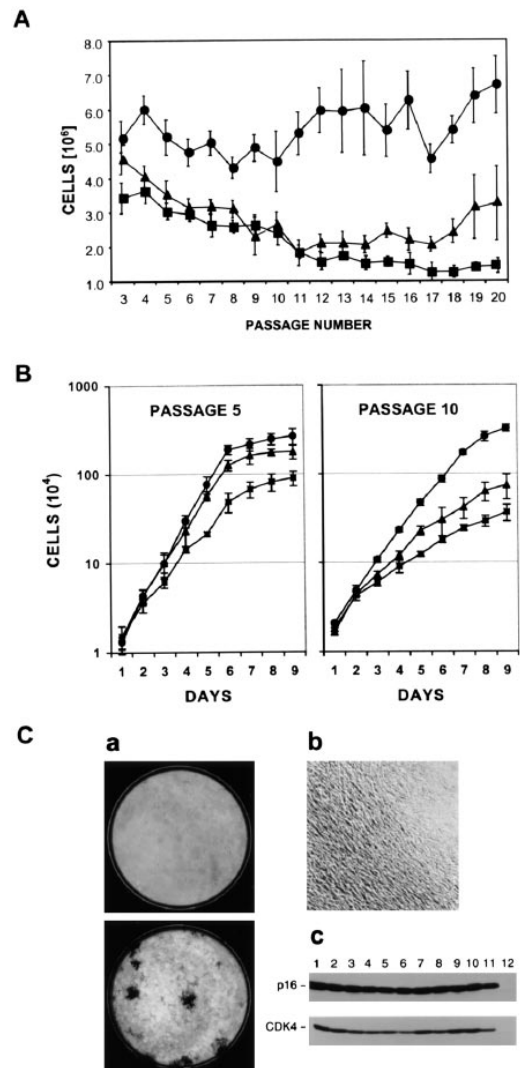 A
8.0
7.0
6.0
5.0
4.0
3.0
2.0
1.0
CELLS [10⁶]
3 4 5 6 7 8 9 10 11 12 13 14 15 16 17 18 19 20
PASSAGE NUMBER
B
1000
100
10
1
CELLS (10⁴)
PASSAGE 5
PASSAGE 10
1 2 3 4 5 6 7 8 9
1 2 3 4 5 6 7 8 9
DAYS
DAYS
C
a
b
c
1 2 3 4 5 6 7 8 9 10 11 12
p16 -
CDK4 -